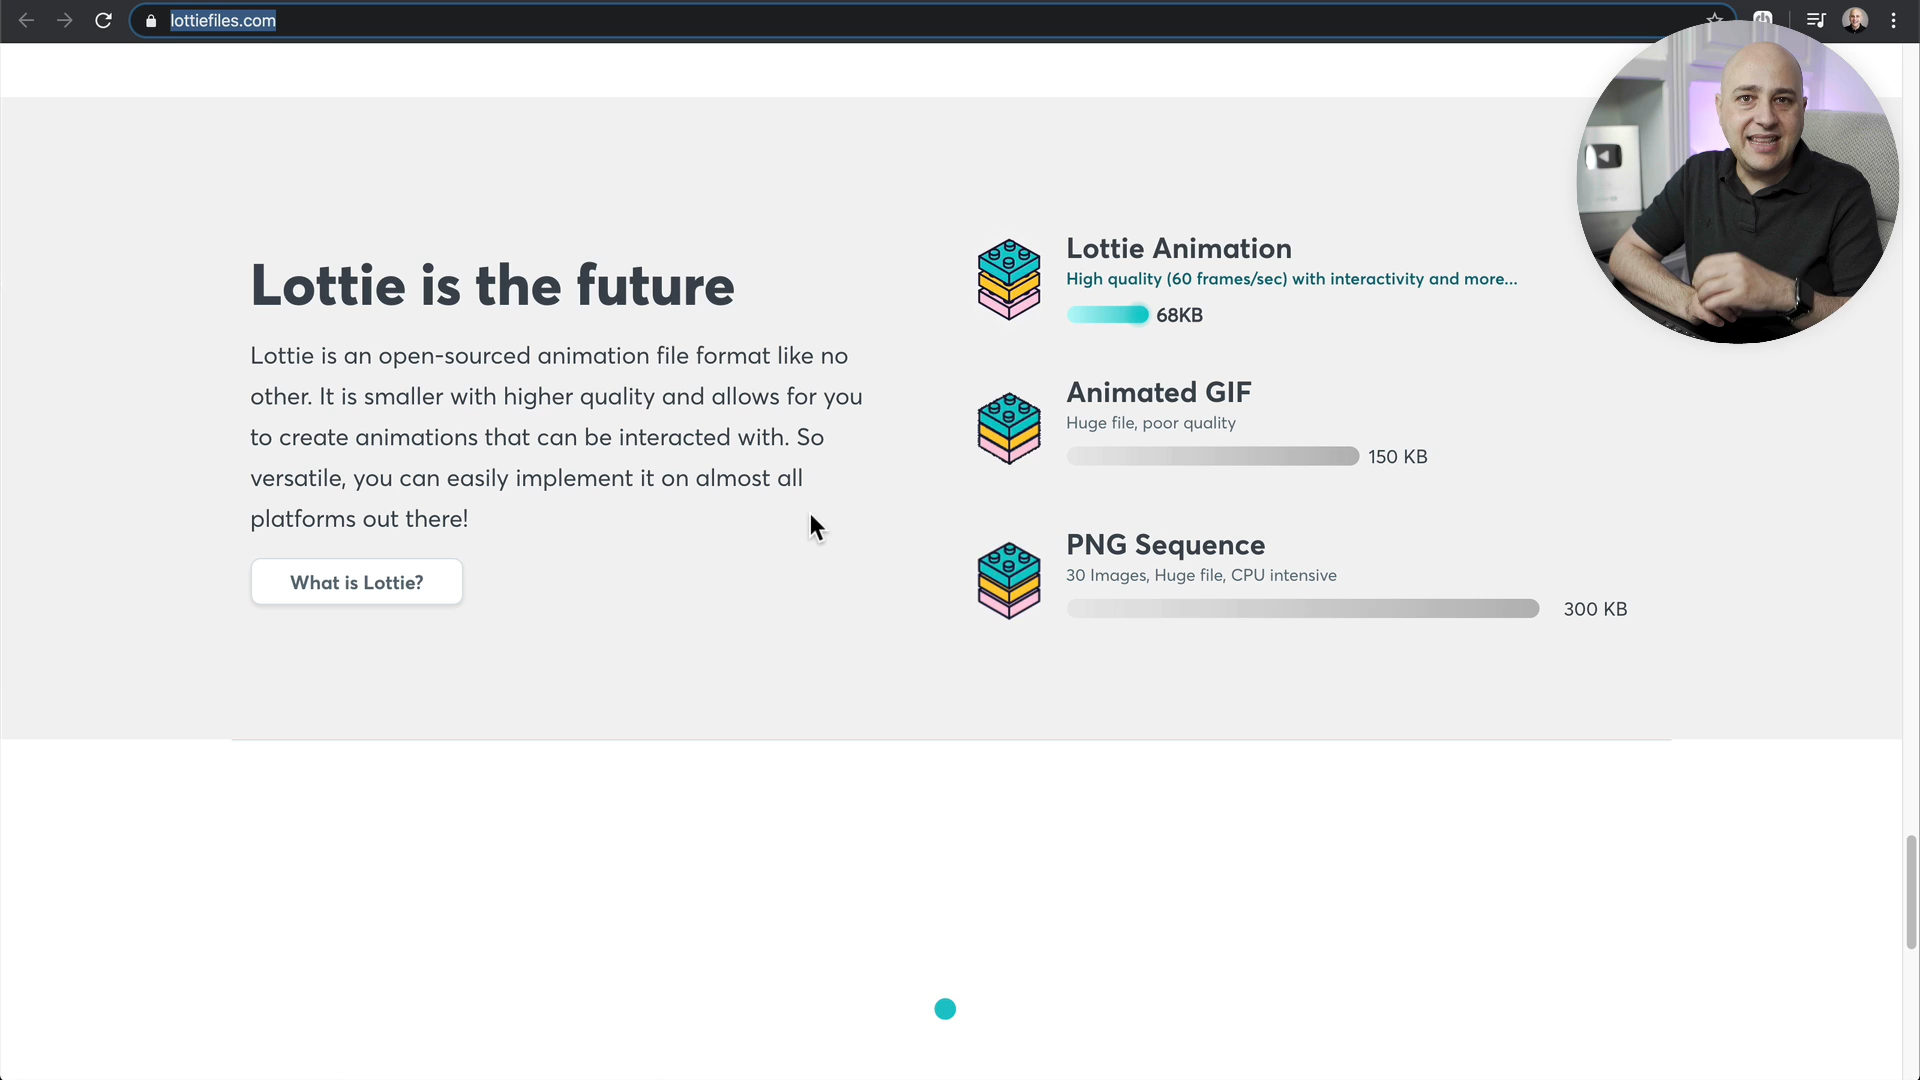 lottiefiles.com
Lottie is the future
Lottie is an open-sourced animation file format like no
other. It is smaller with higher quality and allows for you
to create animations that can be interacted with. So
versatile, you can easily implement it on almost all
platforms out there!
What is Lottie?
Lottie Animation
High quality (60 frames/sec) with interactivity and more...
68KB
Animated GIF
Huge file, poor quality
150 KB
PNG Sequence
30 Images, Huge file, CPU intensive
300 KB